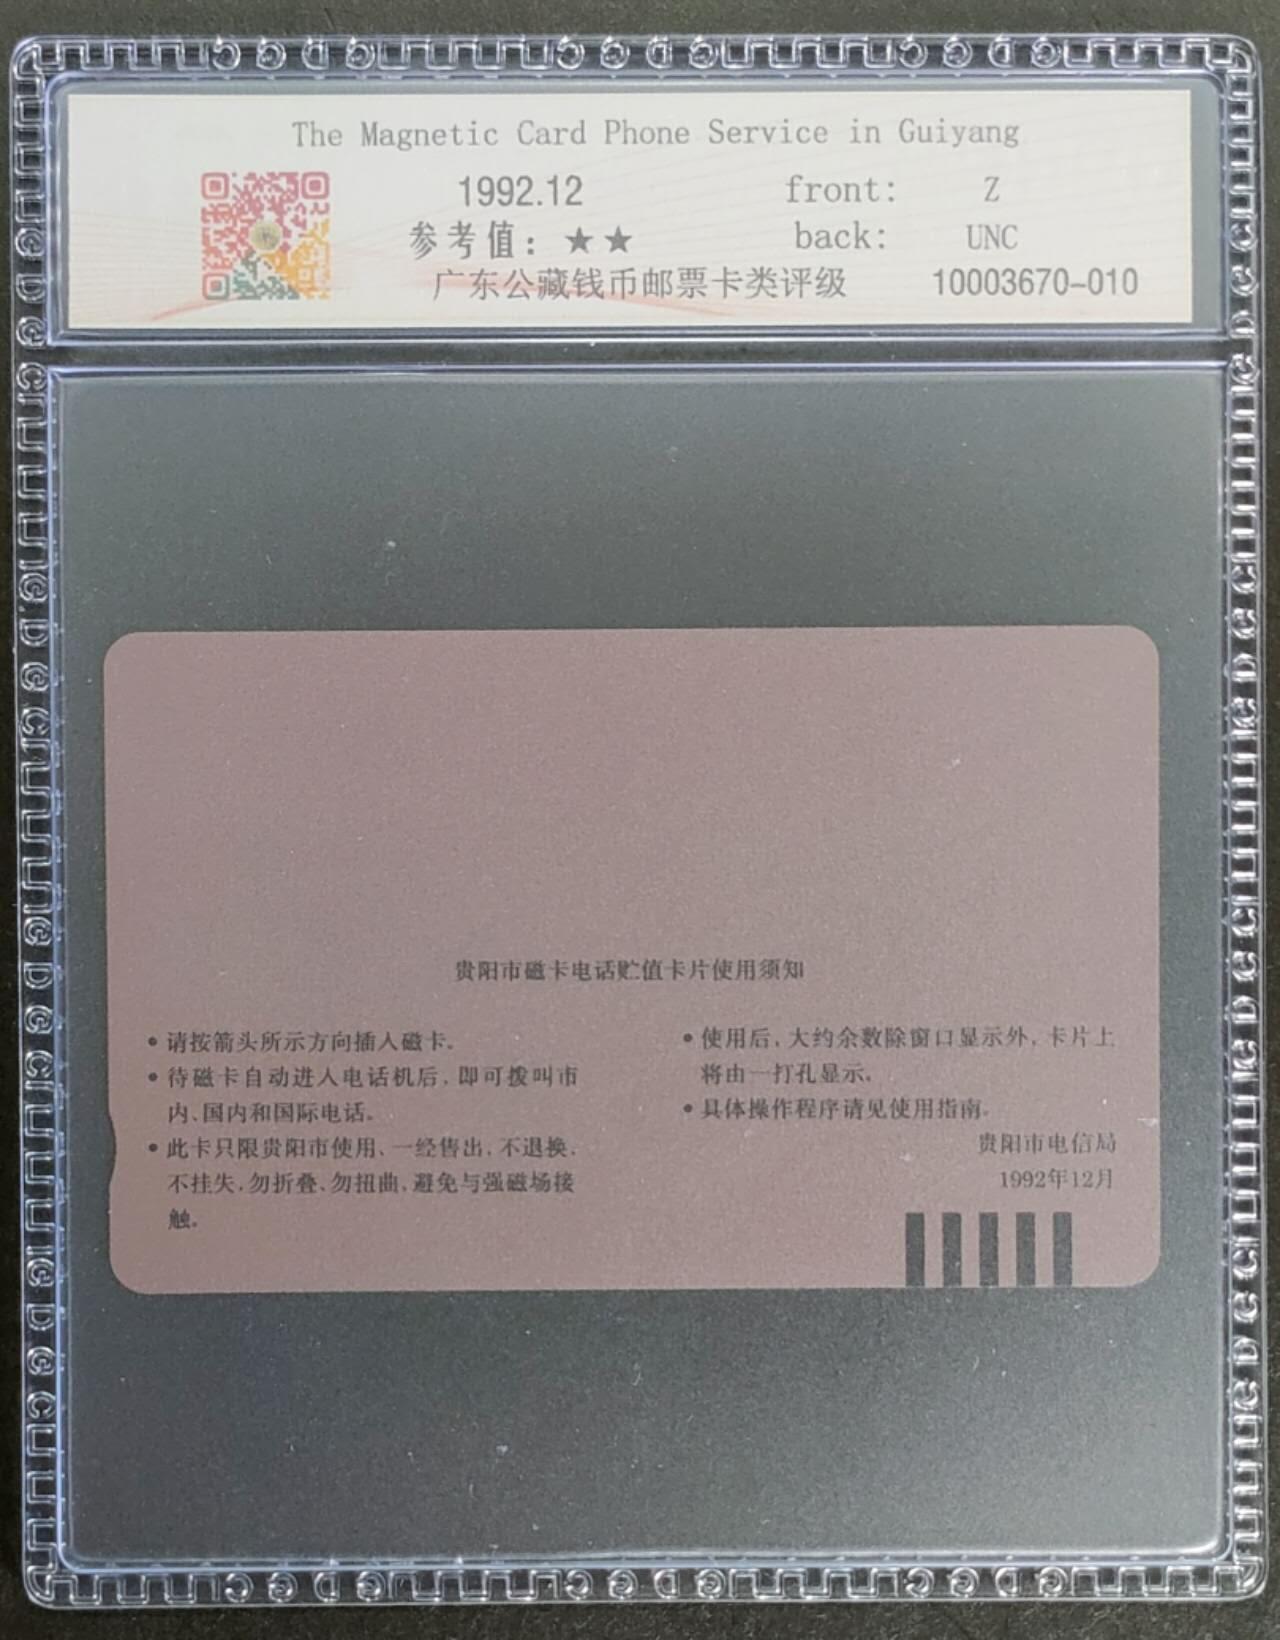 The Magnetic Card Phone Service in Guiyang
1992.12 front: Z
参考值：★★ back: UNC
广东公藏钱币邮票卡类评级 10003670-010
贵阳市磁卡电话贮值卡片使用须知
•请按箭头所示方向插入磁卡。
•待磁卡自动进入电话机后，即可拨叫市
内、国内和国际电话。
•此卡只限贵阳市使用、一经售出，不退换，
不挂失，勿折叠、勿扭曲，避免与强磁场接
触。
•使用后，大约余数除窗口显示外，卡片上
将由一打孔显示。
•具体操作程序请见使用指南。
贵阳市电信局
1992年12月